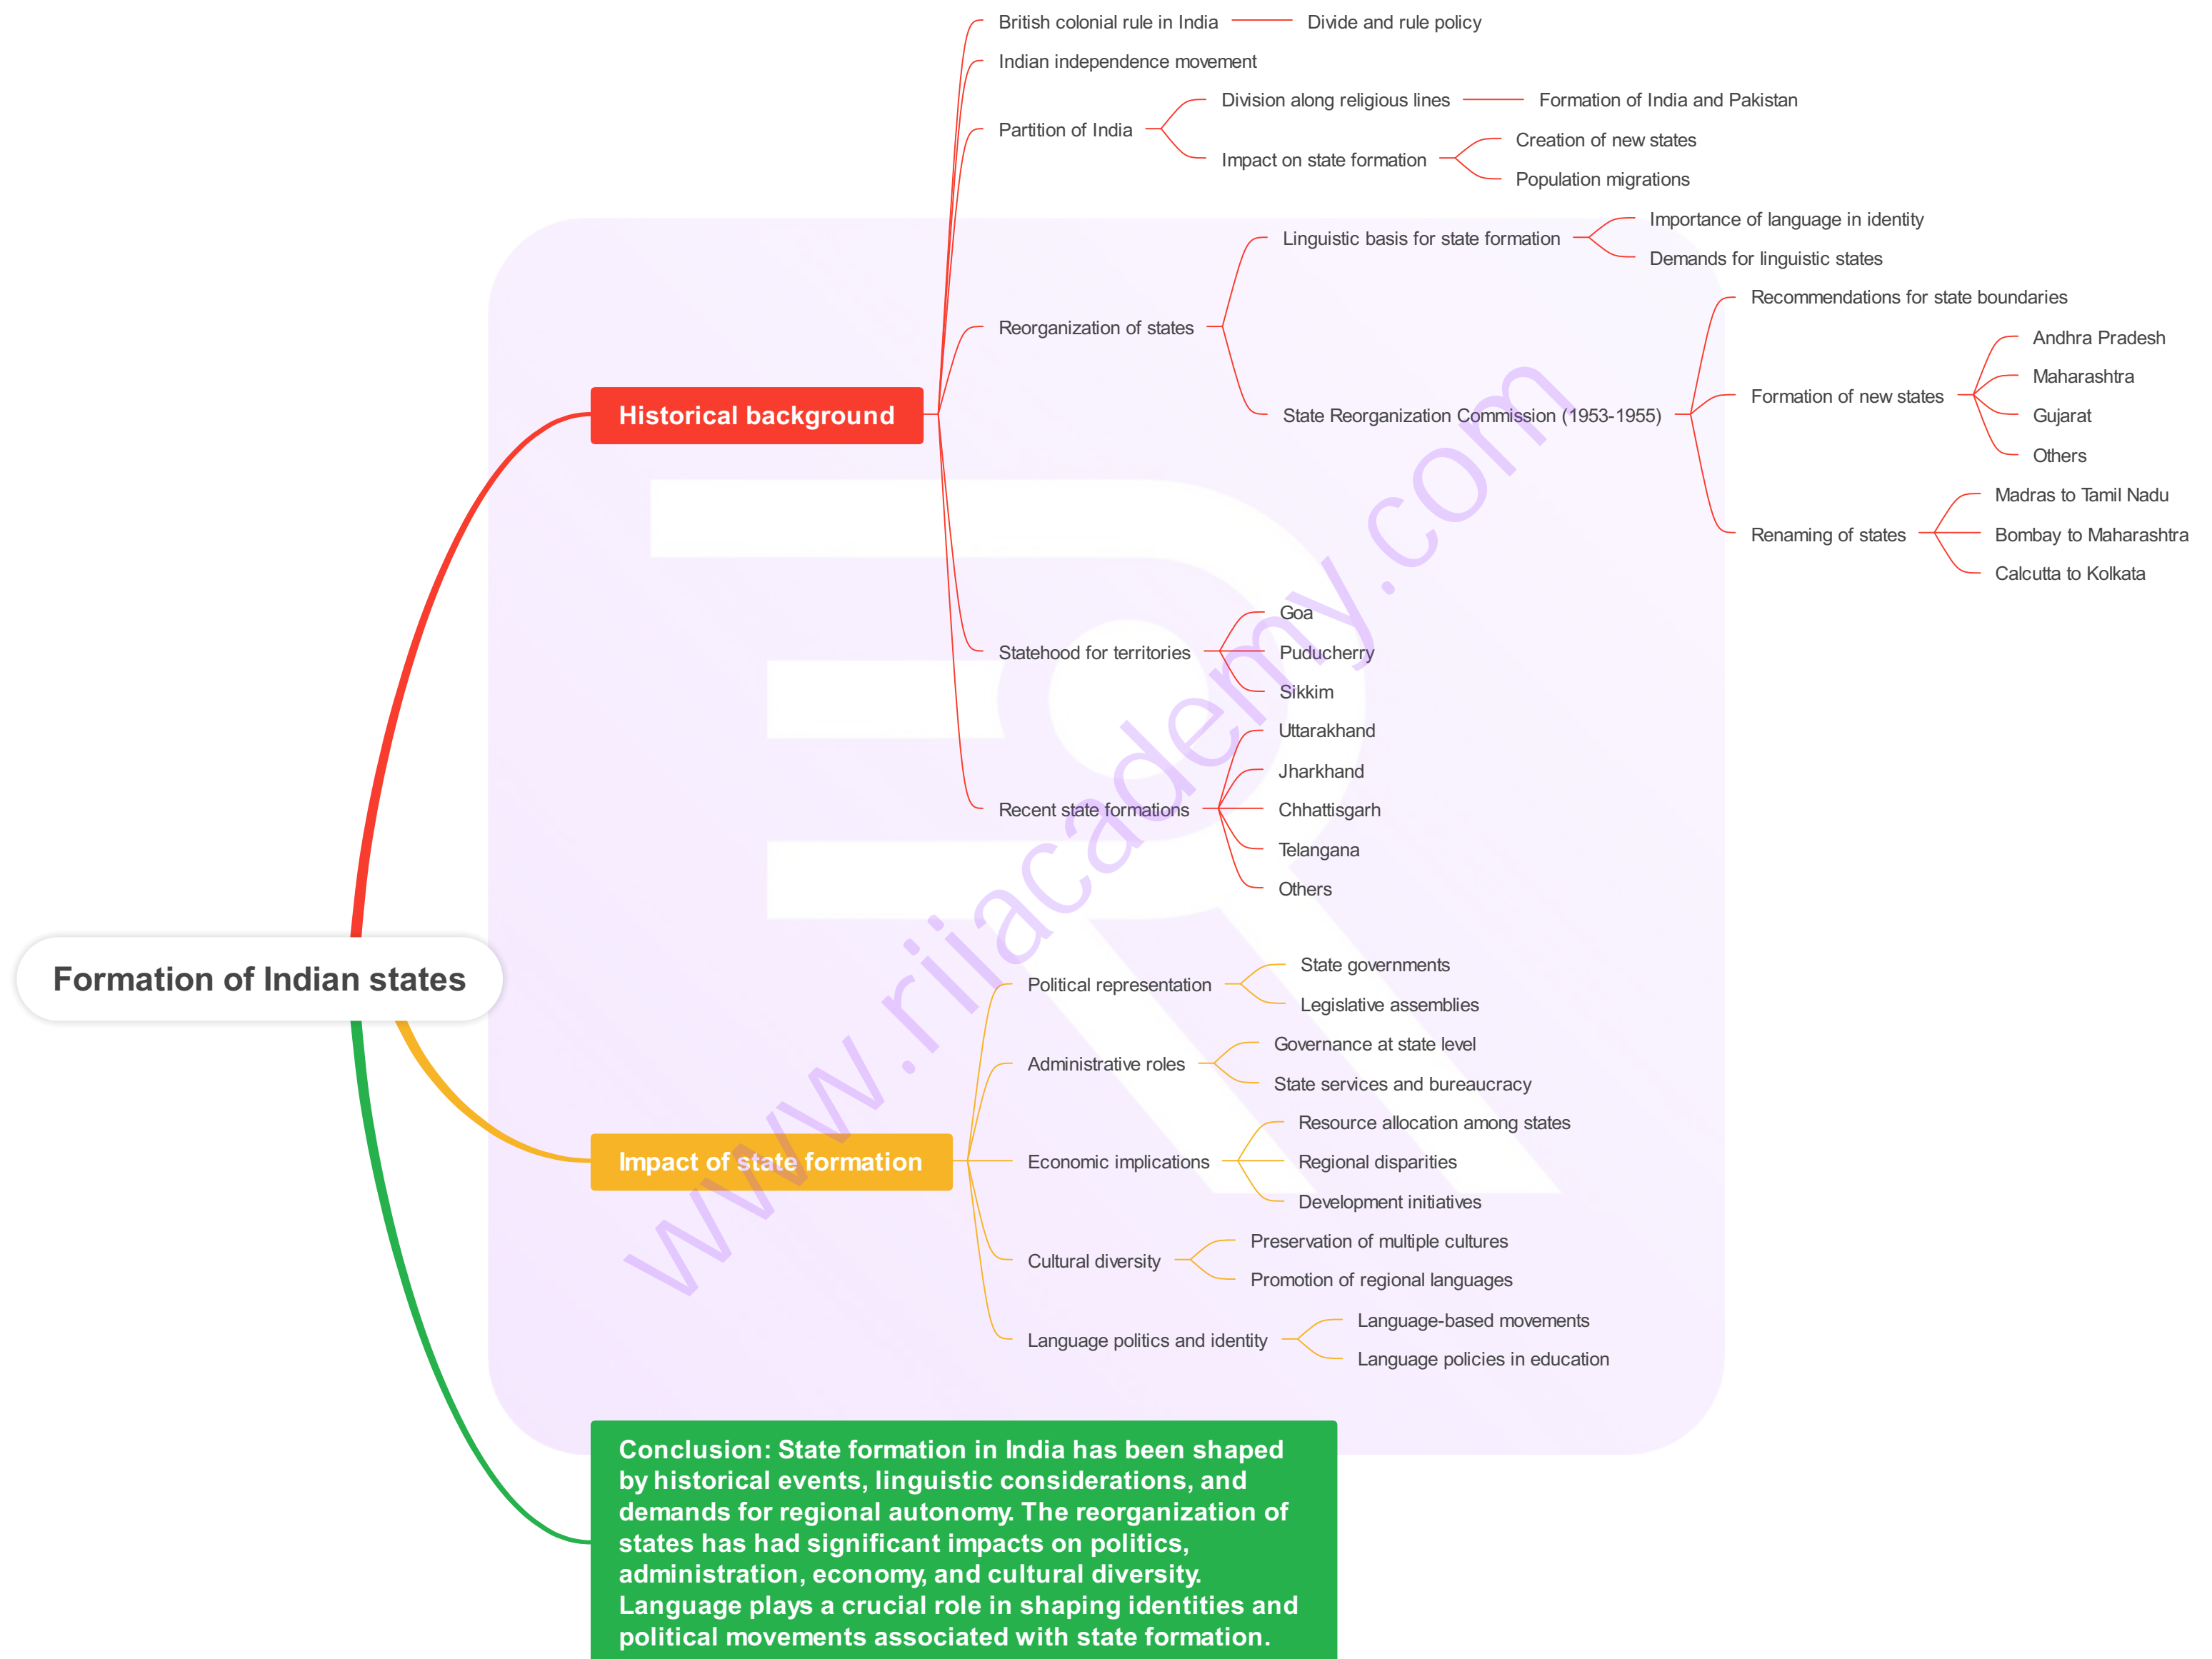 British colonial rule in India
Divide and rule policy
Indian independence movement
Partition of India
Division along religious lines
Formation of India and Pakistan
Impact on state formation
Creation of new states
Population migrations
Reorganization of states
Linguistic basis for state formation
Importance of language in identity
Demands for linguistic states
State Reorganization Commission (1953-1955)
Recommendations for state boundaries
Formation of new states
Andhra Pradesh
Maharashtra
Gujarat
Others
Renaming of states
Madras to Tamil Nadu
Bombay to Maharashtra
Calcutta to Kolkata
Historical background
Statehood for territories
Goa
Puducherry
Sikkim
Recent state formations
Uttarakhand
Jharkhand
Chhattisgarh
Telangana
Others
Formation of Indian states
Political representation
State governments
Legislative assemblies
Administrative roles
Governance at state level
State services and bureaucracy
Impact of state formation
Economic implications
Resource allocation among states
Regional disparities
Development initiatives
Cultural diversity
Preservation of multiple cultures
Promotion of regional languages
Language politics and identity
Language-based movements
Language policies in education
Conclusion: State formation in India has been shaped
by historical events, linguistic considerations, and
demands for regional autonomy. The reorganization of
states has had significant impacts on politics,
administration, economy, and cultural diversity.
Language plays a crucial role in shaping identities and
political movements associated with state formation.
www.rijacademy.com